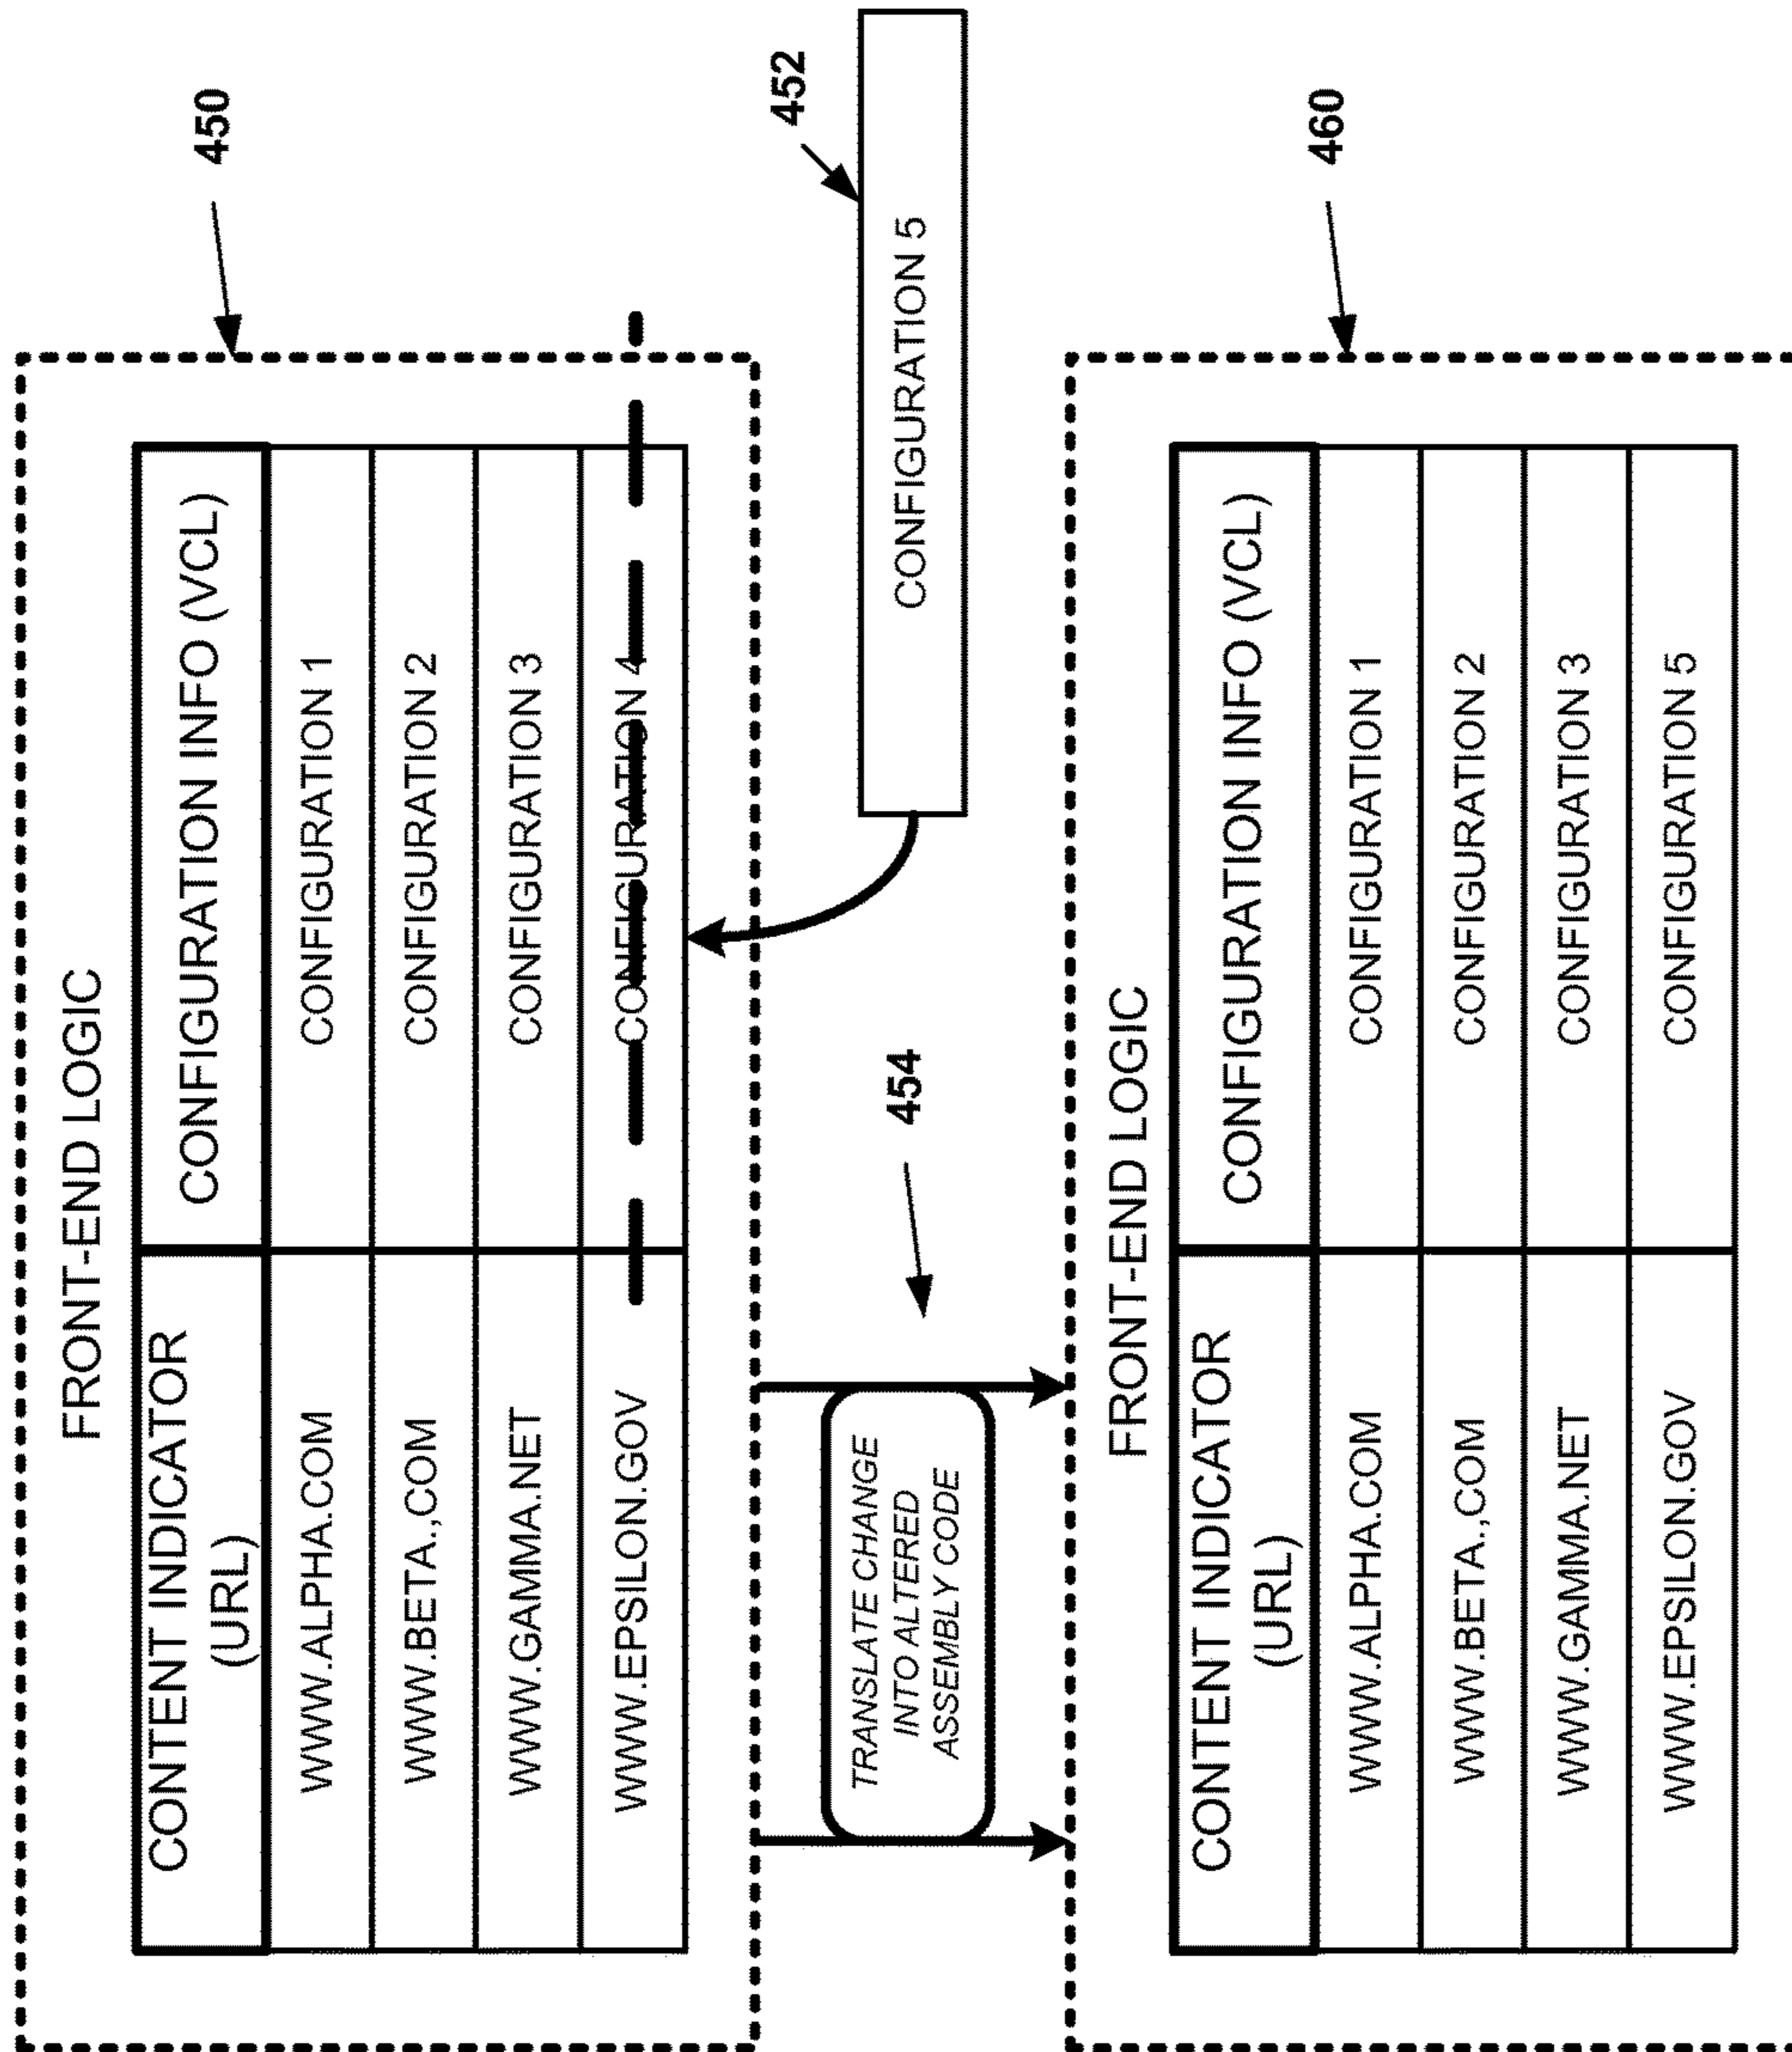 FRONT-END LOGIC
450
CONTENT INDICATOR
(URL)
CONFIGURATION INFO (VCL)
WWW.ALPHA.COM
CONFIGURATION 1
WWW.BETA.,COM
CONFIGURATION 2
WWW.GAMMA.NET
CONFIGURATION 3
WWW.EPSILON.GOV
CONFIGURATION 4
452
CONFIGURATION 5
454
TRANSLATE CHANGE
INTO ALTERED
ASSEMBLY CODE
FRONT-END LOGIC
460
CONTENT INDICATOR
(URL)
CONFIGURATION INFO (VCL)
WWW.ALPHA.COM
CONFIGURATION 1
WWW.BETA.,COM
CONFIGURATION 2
WWW.GAMMA.NET
CONFIGURATION 3
WWW.EPSILON.GOV
CONFIGURATION 5